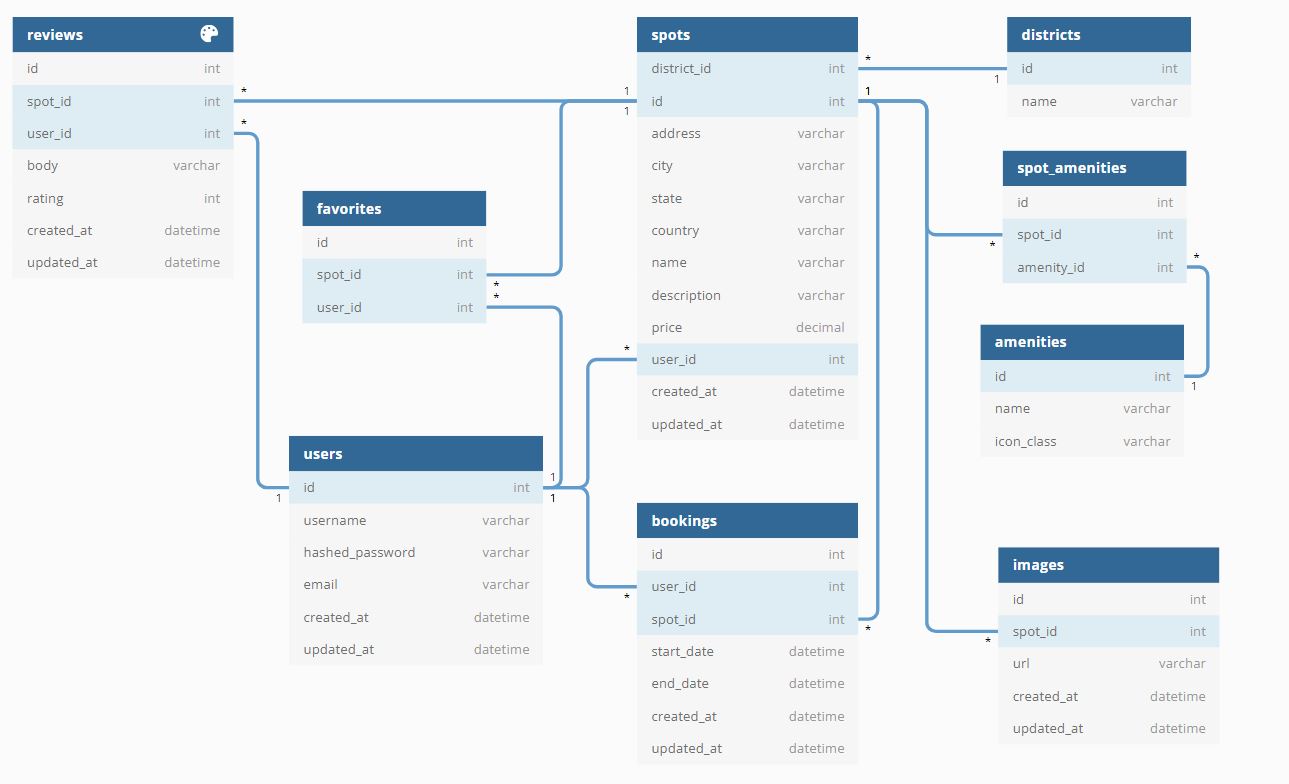 reviews
id int
spot_id int
user_id int
body varchar
rating int
created_at datetime
updated_at datetime
*
*
favorites
id int
spot_id int
user_id int
*
*
users
id int
username varchar
hashed_password varchar
email varchar
created_at datetime
updated_at datetime
1
1
1
spots
district_id int
id int
address varchar
city varchar
state varchar
country varchar
name varchar
description varchar
price decimal
user_id int
created_at datetime
updated_at datetime
1
1
*
*
1
bookings
id int
user_id int
spot_id int
start_date datetime
end_date datetime
created_at datetime
updated_at datetime
*
*
districts
id int
name varchar
1
spot_amenities
id int
spot_id int
amenity_id int
*
*
amenities
id int
name varchar
icon_class varchar
1
images
id int
spot_id int
url varchar
created_at datetime
updated_at datetime
*